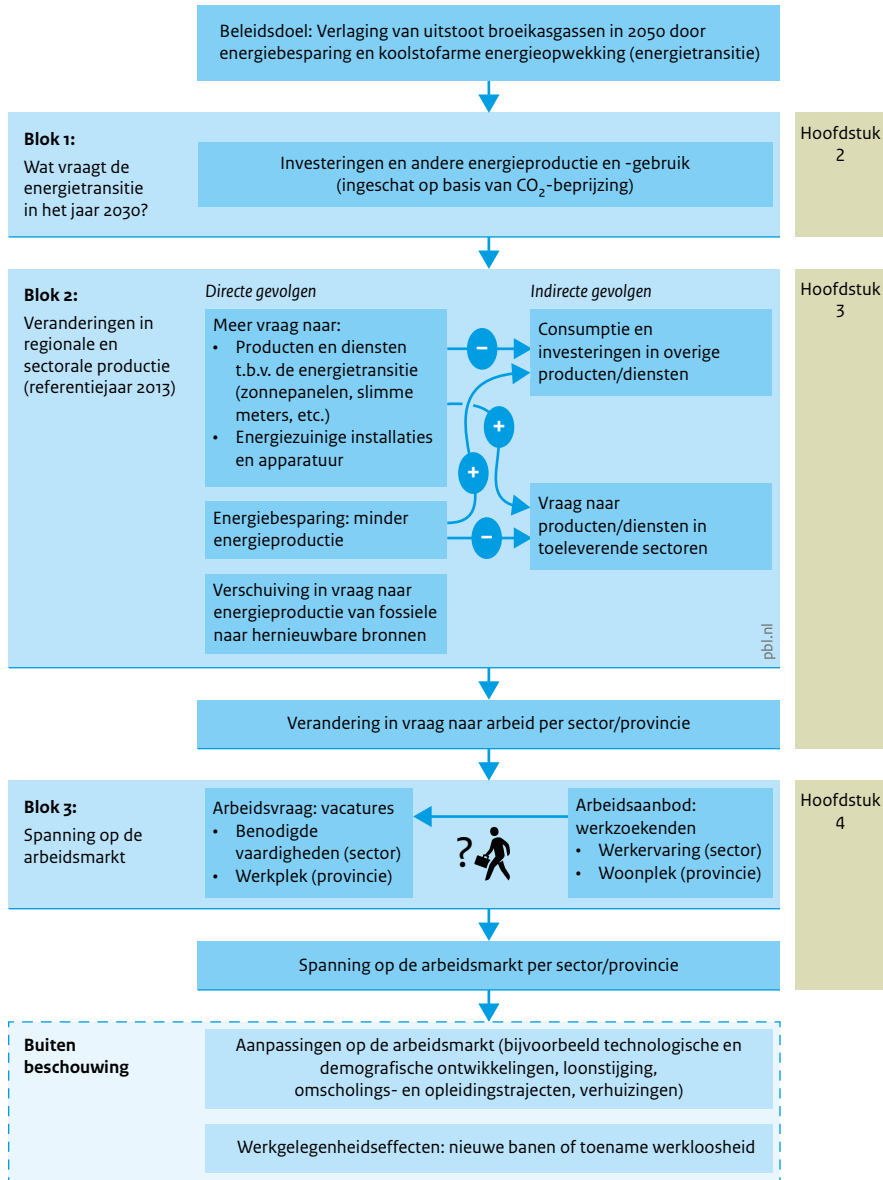 Beleidsdoel: Verlaging van uitstoot broeikasgassen in 2050 door
energiebesparing en koolstofarme energieopwekking (energietransitie)
Blok 1:
Wat vraagt de
energietransitie
in het jaar 2030?
Investeringen en andere energieproductie en -gebruik
(ingeschat op basis van CO₂-beprijzing)
Hoofdstuk
2
Blok 2:
Veranderingen in
regionale en
sectorale productie
(referentiejaar 2013)
Directe gevolgen
Meer vraag naar:
• Producten en diensten
t.b.v. de energietransitie
(zonnepanelen, slimme
meters, etc.)
• Energiezuinige installaties
en apparatuur
Energiebesparing: minder
energieproductie
Verschuiving in vraag naar
energieproductie van fossiele
naar hernieuwbare bronnen
–
+
+
–
Indirecte gevolgen
Consumptie en
investeringen in overige
producten/diensten
Vraag naar
producten/diensten in
toeleverende sectoren
pbl.nl
Hoofdstuk
3
Verandering in vraag naar arbeid per sector/provincie
Blok 3:
Spanning op de
arbeidsmarkt
Arbeidsvraag: vacatures
• Benodigde
vaardigheden (sector)
• Werkplek (provincie)
?
Arbeidsaanbod:
werkzoekenden
• Werkervaring (sector)
• Woonplek (provincie)
Hoofdstuk
4
Spanning op de arbeidsmarkt per sector/provincie
Buiten
beschouwing
Aanpassingen op de arbeidsmarkt (bijvoorbeeld technologische en
demografische ontwikkelingen, loonstijging,
omscholings- en opleidingstrajecten, verhuizingen)
Werkgelegenheidseffecten: nieuwe banen of toename werkloosheid